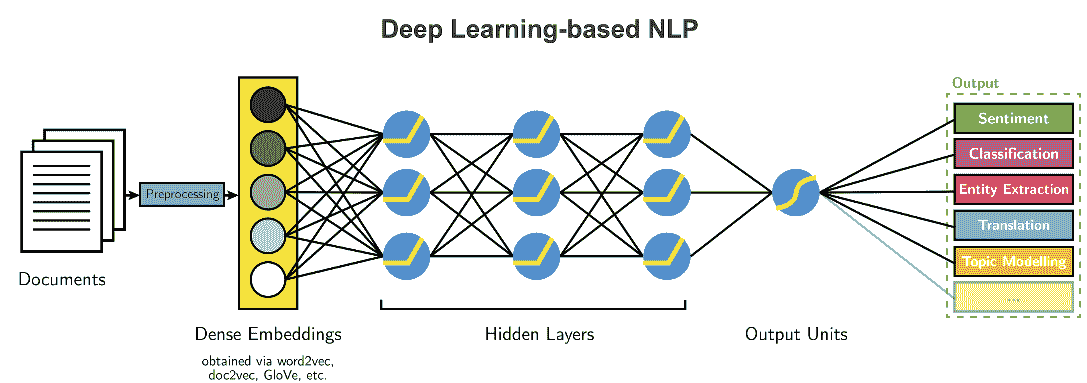 Deep Learning-based NLP
Documents
Preprocessing
Dense Embeddings
obtained via word2vec,
doc2vec, GloVe, etc.
Hidden Layers
Output Units
Output
Sentiment
Classification
Entity Extraction
Translation
Topic Modelling
.....